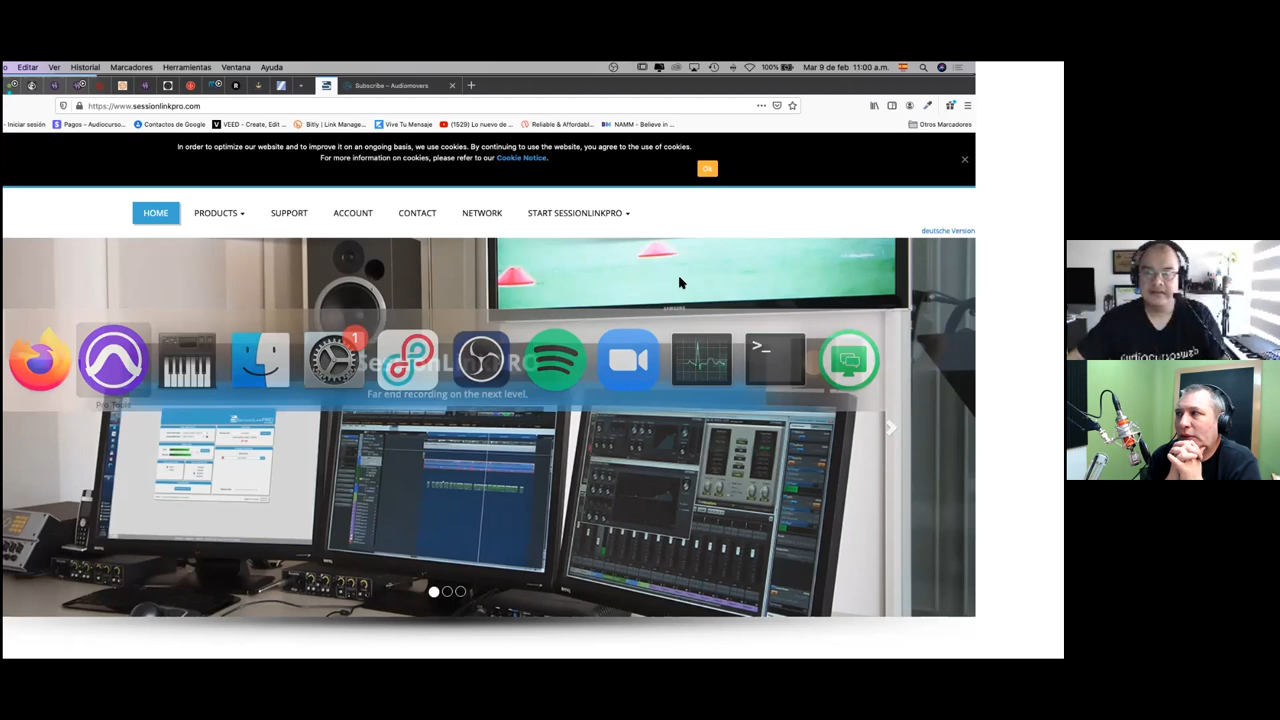 Editar Ver Historial Marcadores Herramientas Ventana Ayuda 100% Mar 9 de feb 11:00 a.m.
Subscribe – Audiomovers
https://www.sessionlinkpro.com
Iniciar sesión Pagos – Audiocurso... Contactos de Google VEED - Create, Edit ... Bitly | Link Manage... Vive Tu Mensaje (1529) Lo nuevo de ... Reliable & Affordabl... NAMM - Believe in ... Otros Marcadores
In order to optimize our website and to improve it on an ongoing basis, we use cookies. By continuing to use the website, you agree to the use of cookies.
For more information on cookies, please refer to our Cookie Notice.
Ok
HOME PRODUCTS SUPPORT ACCOUNT CONTACT NETWORK START SESSIONLINKPRO
deutsche Version
SAMSUNG
1
Far end recording on the next level.
Pro Tools